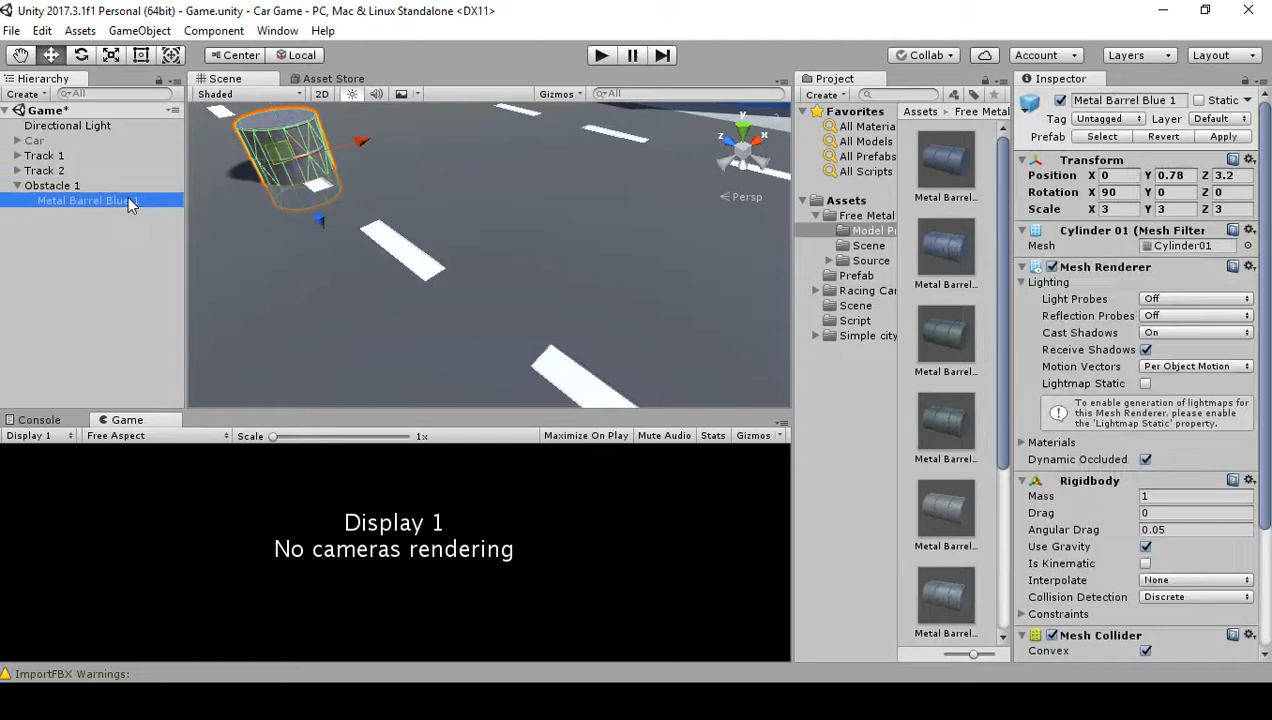 Unity 2017.3.1f1 Personal (64bit) - Game.unity - Car Game - PC, Mac & Linux Standalone <DX11>
File Edit Assets GameObject Component Window Help
Center Local Collab Account Layers Layout
Hierarchy Scene Asset Store Project Inspector
Create All Shaded 2D Gizmos All Create
Game*
Directional Light
Car
Track 1
Track 2
Obstacle 1
Metal Barrel Blue 1
y
x
z
Persp
Favorites
All Materia
All Models
All Prefabs
All Scripts
Assets
Free Metal
Model Pr
Scene
Source
Prefab
Racing Car
Scene
Script
Simple city
Assets Free Metal
Metal Barrel...
Metal Barrel...
Metal Barrel...
Metal Barrel...
Metal Barrel...
Metal Barrel...
Metal Barrel Blue 1 Static
Tag Untagged Layer Default
Prefab Select Revert Apply
Transform
Position X 0 Y 0.78 Z 3.2
Rotation X 90 Y 0 Z 0
Scale X 3 Y 3 Z 3
Cylinder 01 (Mesh Filter
Mesh Cylinder01
Mesh Renderer
Lighting
Light Probes Off
Reflection Probes Off
Cast Shadows On
Receive Shadows
Motion Vectors Per Object Motion
Lightmap Static
To enable generation of lightmaps for
this Mesh Renderer, please enable
the 'Lightmap Static' property.
Materials
Dynamic Occluded
Rigidbody
Mass 1
Drag 0
Angular Drag 0.05
Use Gravity
Is Kinematic
Interpolate None
Collision Detection Discrete
Constraints
Mesh Collider
Convex
Console Game
Display 1 Free Aspect Scale 1x Maximize On Play Mute Audio Stats Gizmos
Display 1
No cameras rendering
ImportFBX Warnings: